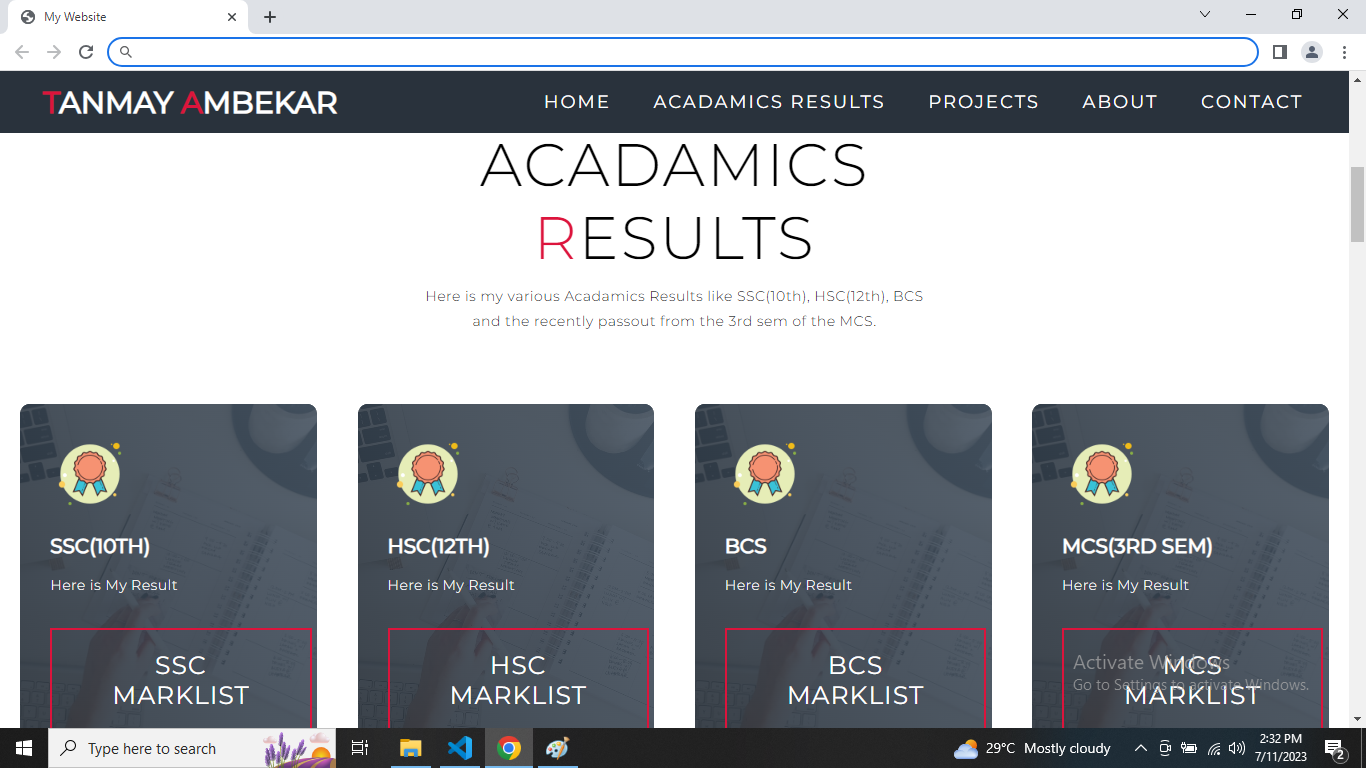 My Website
TANMAY AMBEKAR
HOME ACADAMICS RESULTS PROJECTS ABOUT CONTACT
ACADAMICS
RESULTS
Here is my various Acadamics Results like SSC(10th), HSC(12th), BCS
and the recently passout from the 3rd sem of the MCS.
SSC(10TH)
Here is My Result
SSC
MARKLIST
HSC(12TH)
Here is My Result
HSC
MARKLIST
BCS
Here is My Result
BCS
MARKLIST
MCS(3RD SEM)
Here is My Result
MCS
MARKLIST
Activate Windows
Go to Settings to activate Windows.
Type here to search
29°C Mostly cloudy
2:32 PM
7/11/2023
2